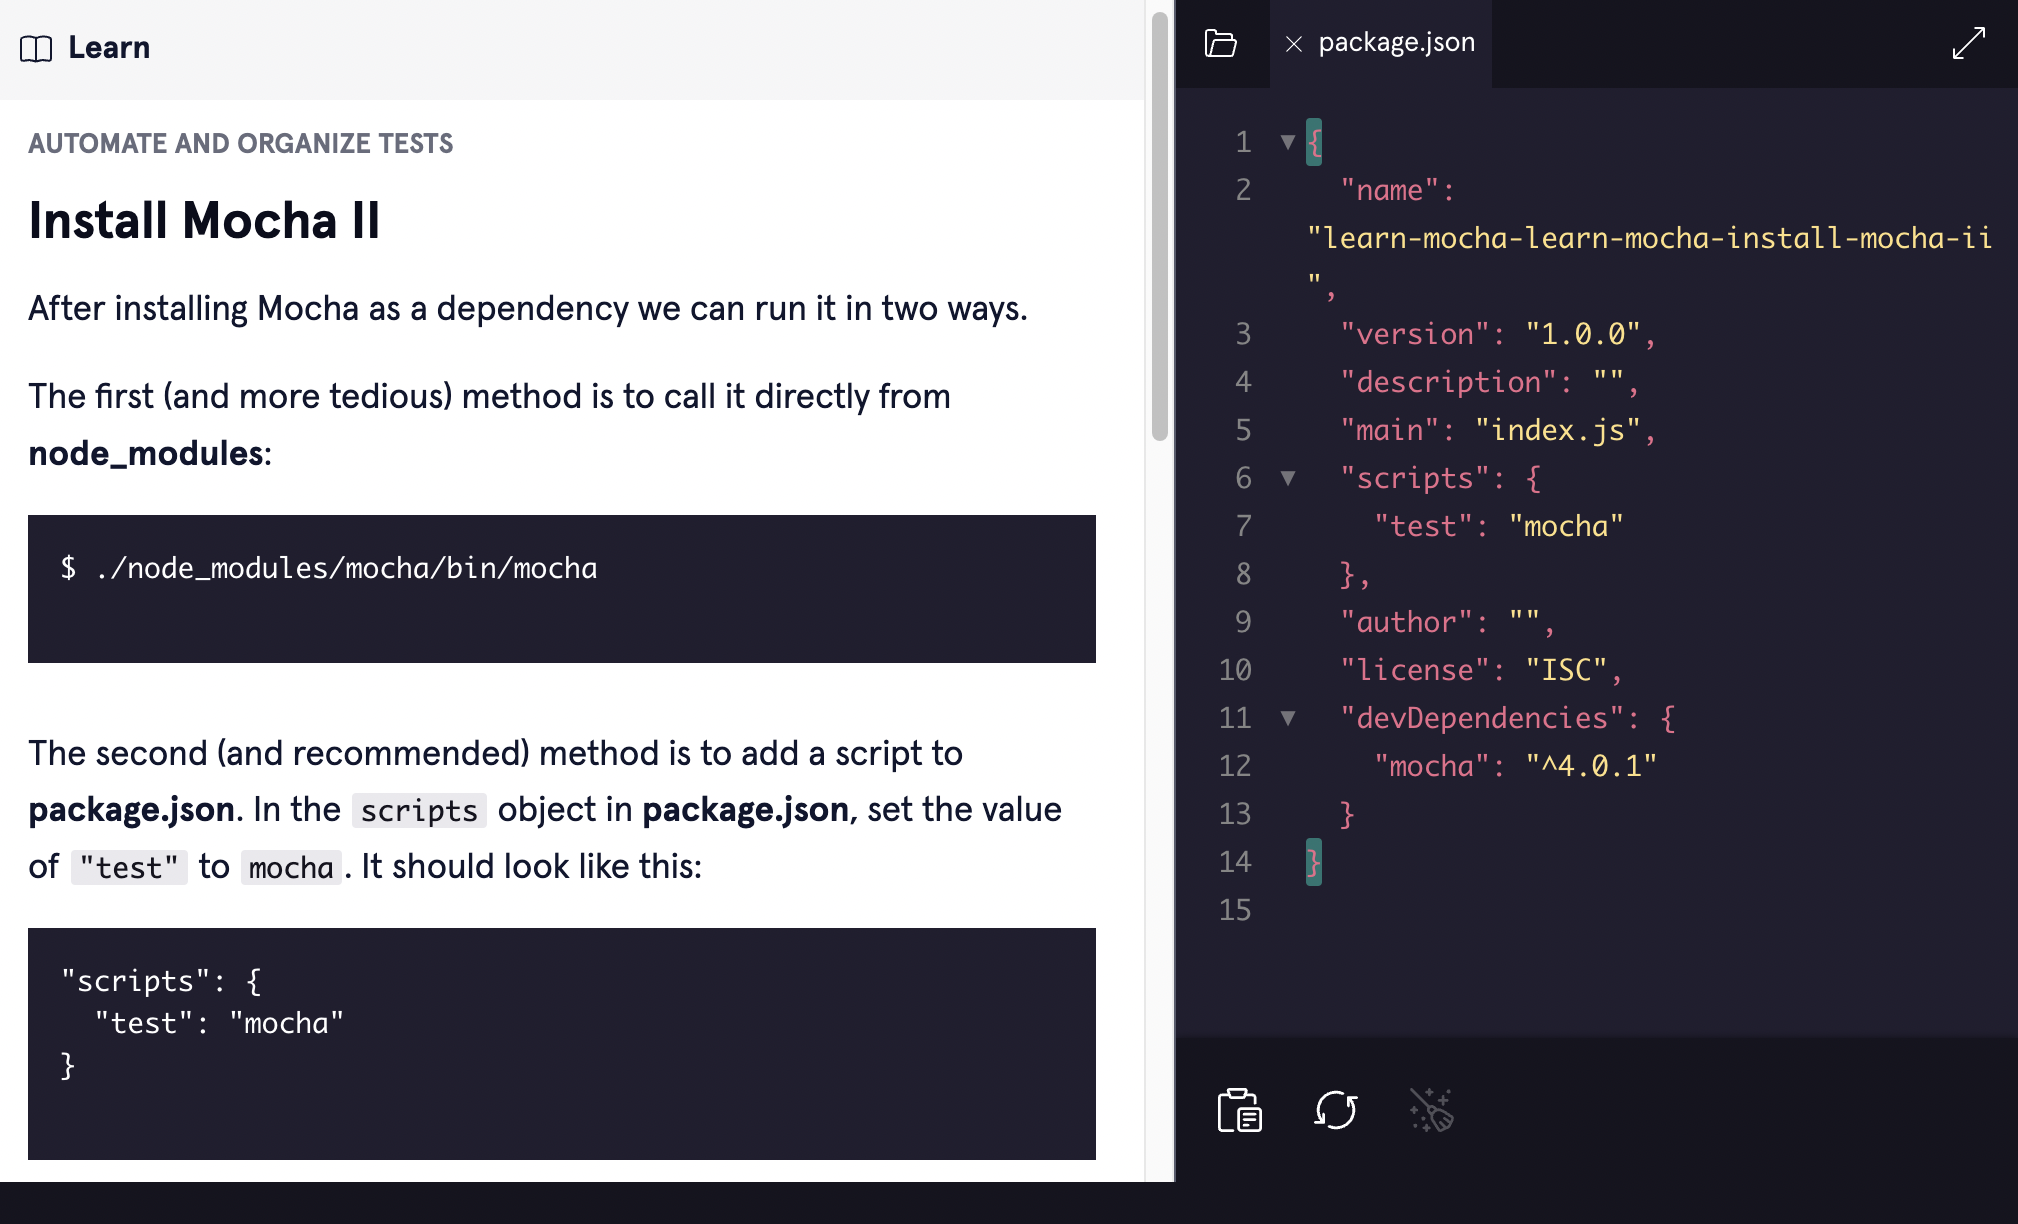 Learn
AUTOMATE AND ORGANIZE TESTS
Install Mocha II
After installing Mocha as a dependency we can run it in two ways.
The first (and more tedious) method is to call it directly from
node_modules:
$ ./node_modules/mocha/bin/mocha
The second (and recommended) method is to add a script to
package.json. In the scripts object in package.json, set the value
of "test" to mocha. It should look like this:
"scripts": {
  "test": "mocha"
}
package.json
1 {
2   "name":
"learn-mocha-learn-mocha-install-mocha-ii
",
3   "version": "1.0.0",
4   "description": "",
5   "main": "index.js",
6   "scripts": {
7     "test": "mocha"
8   },
9   "author": "",
10   "license": "ISC",
11   "devDependencies": {
12     "mocha": "^4.0.1"
13   }
14 }
15